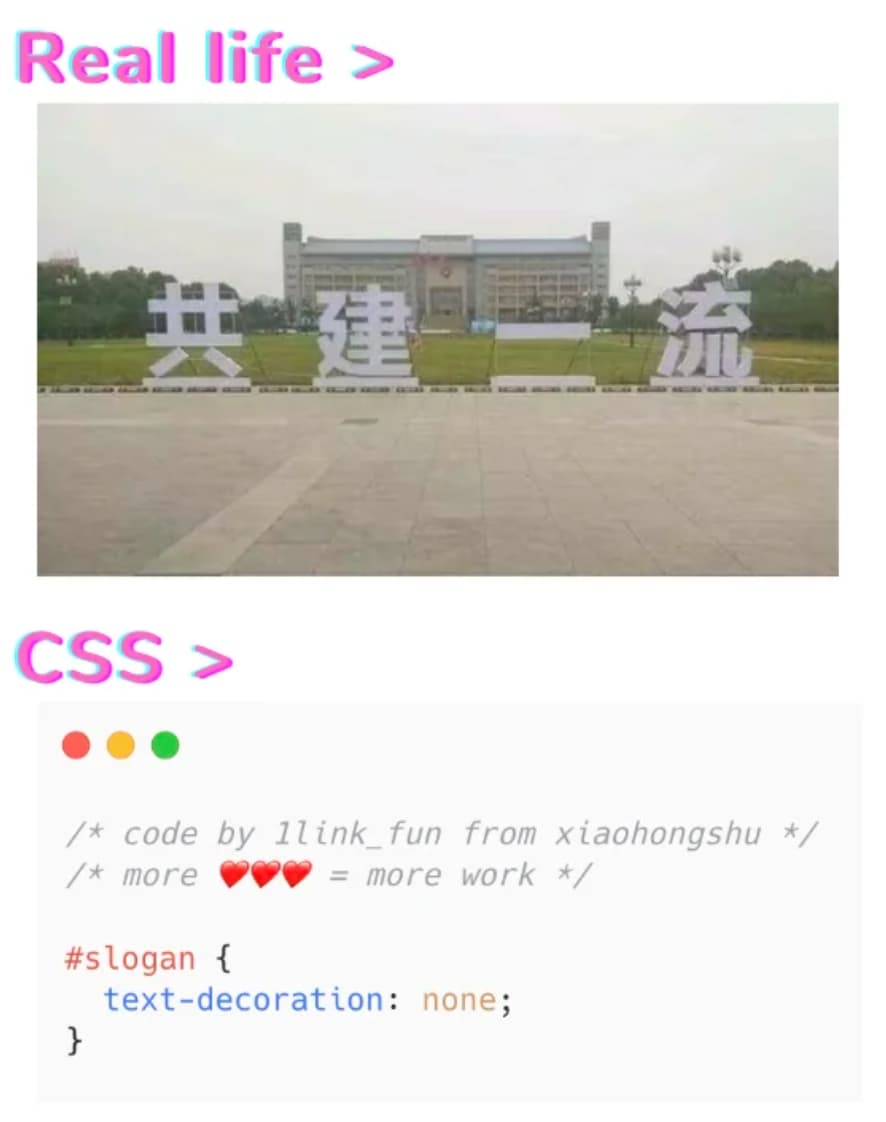 Real life >
共建一流
CSS >
/* code by 1link_fun from xiaohongshu */
/* more ❤️❤️❤️ = more work */
#slogan {
text-decoration: none;
}